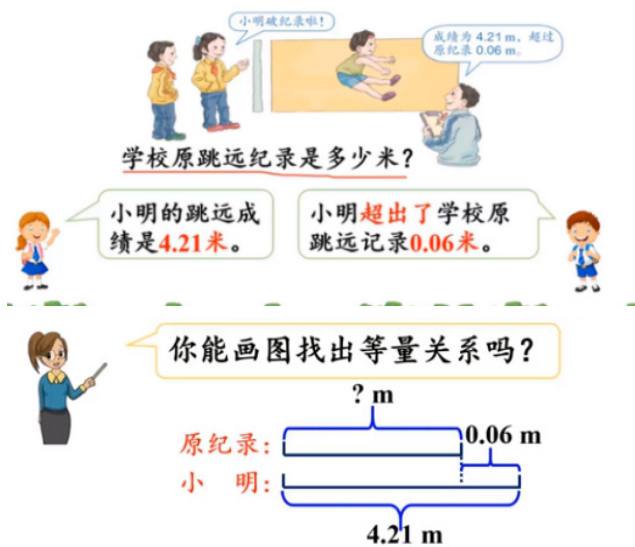 小明破纪录啦！
成绩为 4.21 m，超过
原纪录 0.06 m。
学校原跳远纪录是多少米？
小明的跳远成
绩是4.21米。
小明超出了学校原
跳远记录0.06米。
你能画图找出等量关系吗？
? m
原纪录：
0.06 m
小 明：
4.21 m